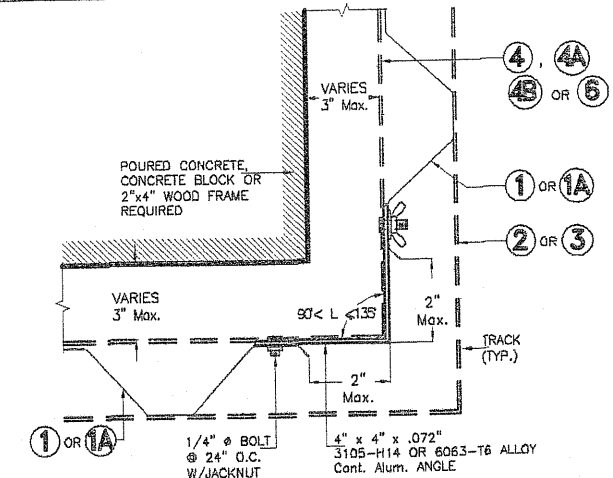 VARIES
3" Max.
4 , 4A
4B OR 6
POURED CONCRETE,
CONCRETE BLOCK OR
2"x4" WOOD FRAME
REQUIRED
1 OR 1A
2 OR 3
VARIES
3" Max.
90°< L <135°
2"
Max.
TRACK
(TYP.)
2"
Max.
1 OR 1A
1/4" ø BOLT
@ 24" O.C.
W/JACKNUT
4" x 4" x .072"
3105-H14 OR 6063-T6 ALLOY
Cont. Alum. ANGLE